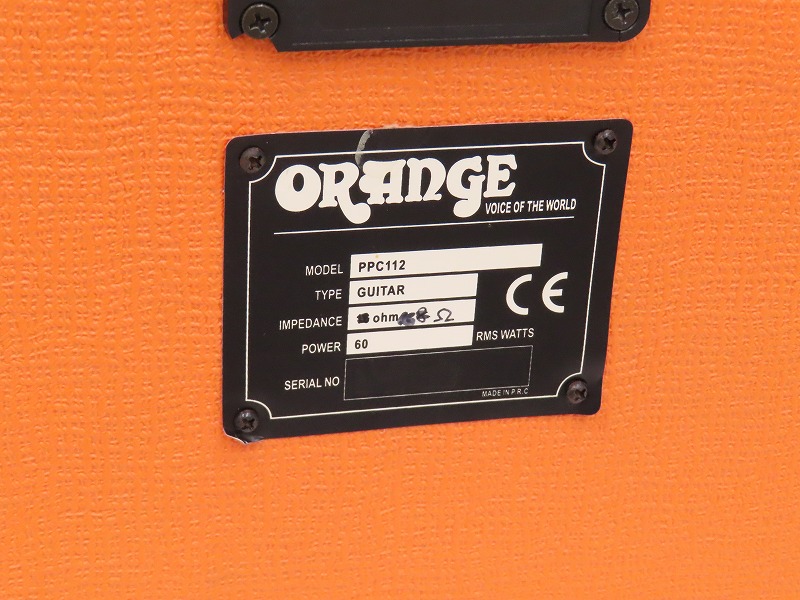 ORANGE
VOICE OF THE WORLD
MODEL PPC112
TYPE GUITAR
IMPEDANCE ohm 8 Ω
POWER 60 RMS WATTS
SERIAL NO
MADE IN P.R.C
CE